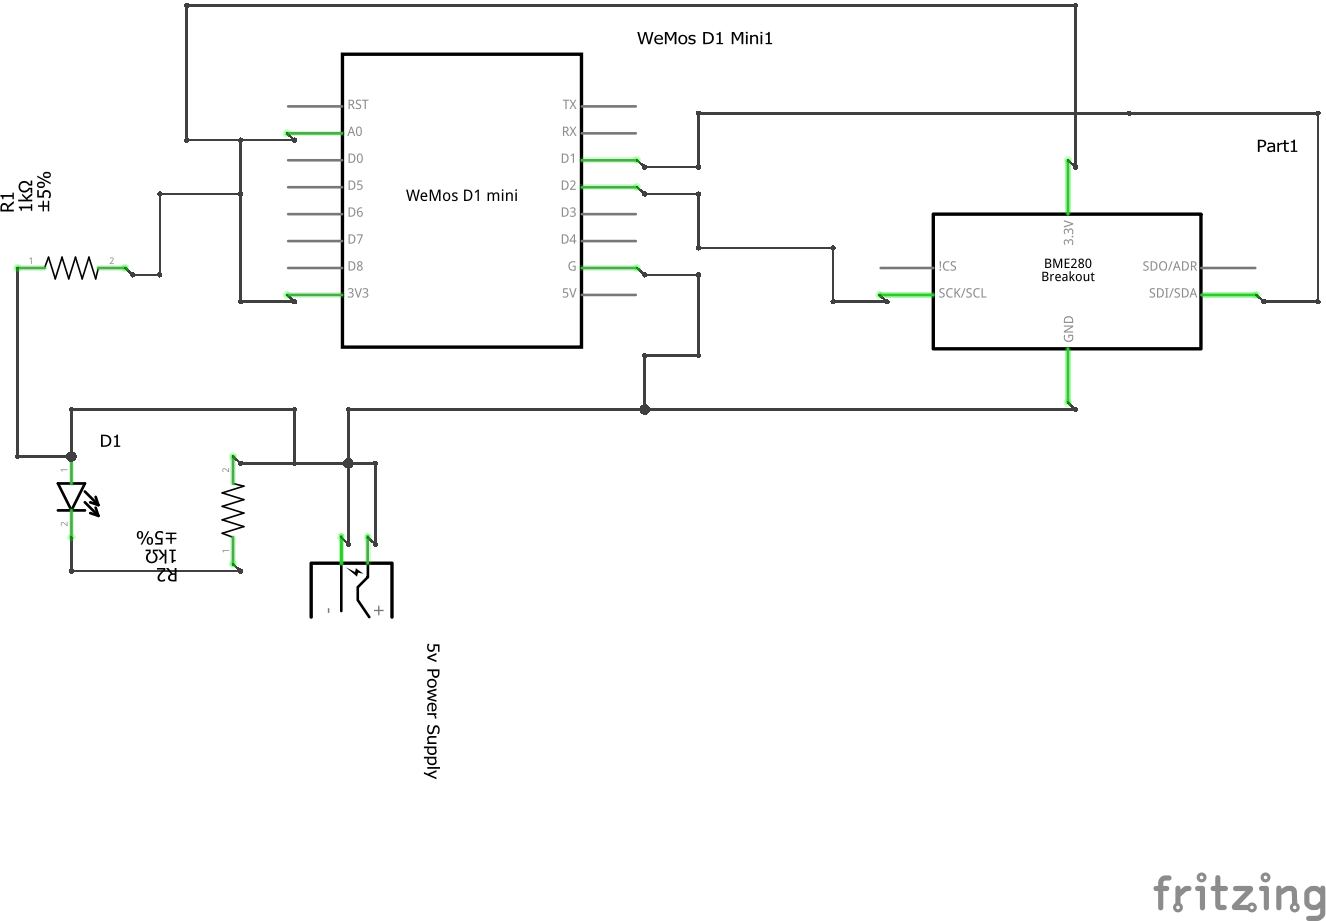 WeMos D1 Mini1
RST
A0
D0
D5
D6
D7
D8
3V3
WeMos D1 mini
TX
RX
D1
D2
D3
D4
G
5V
Part1
3.3V
!CS
SCK/SCL
BME280
Breakout
SDO/ADR
SDI/SDA
GND
R1
1kΩ
±5%
1
2
D1
1
2
2
1
R2
1kΩ
±5%
-
+
5v Power Supply
fritzing